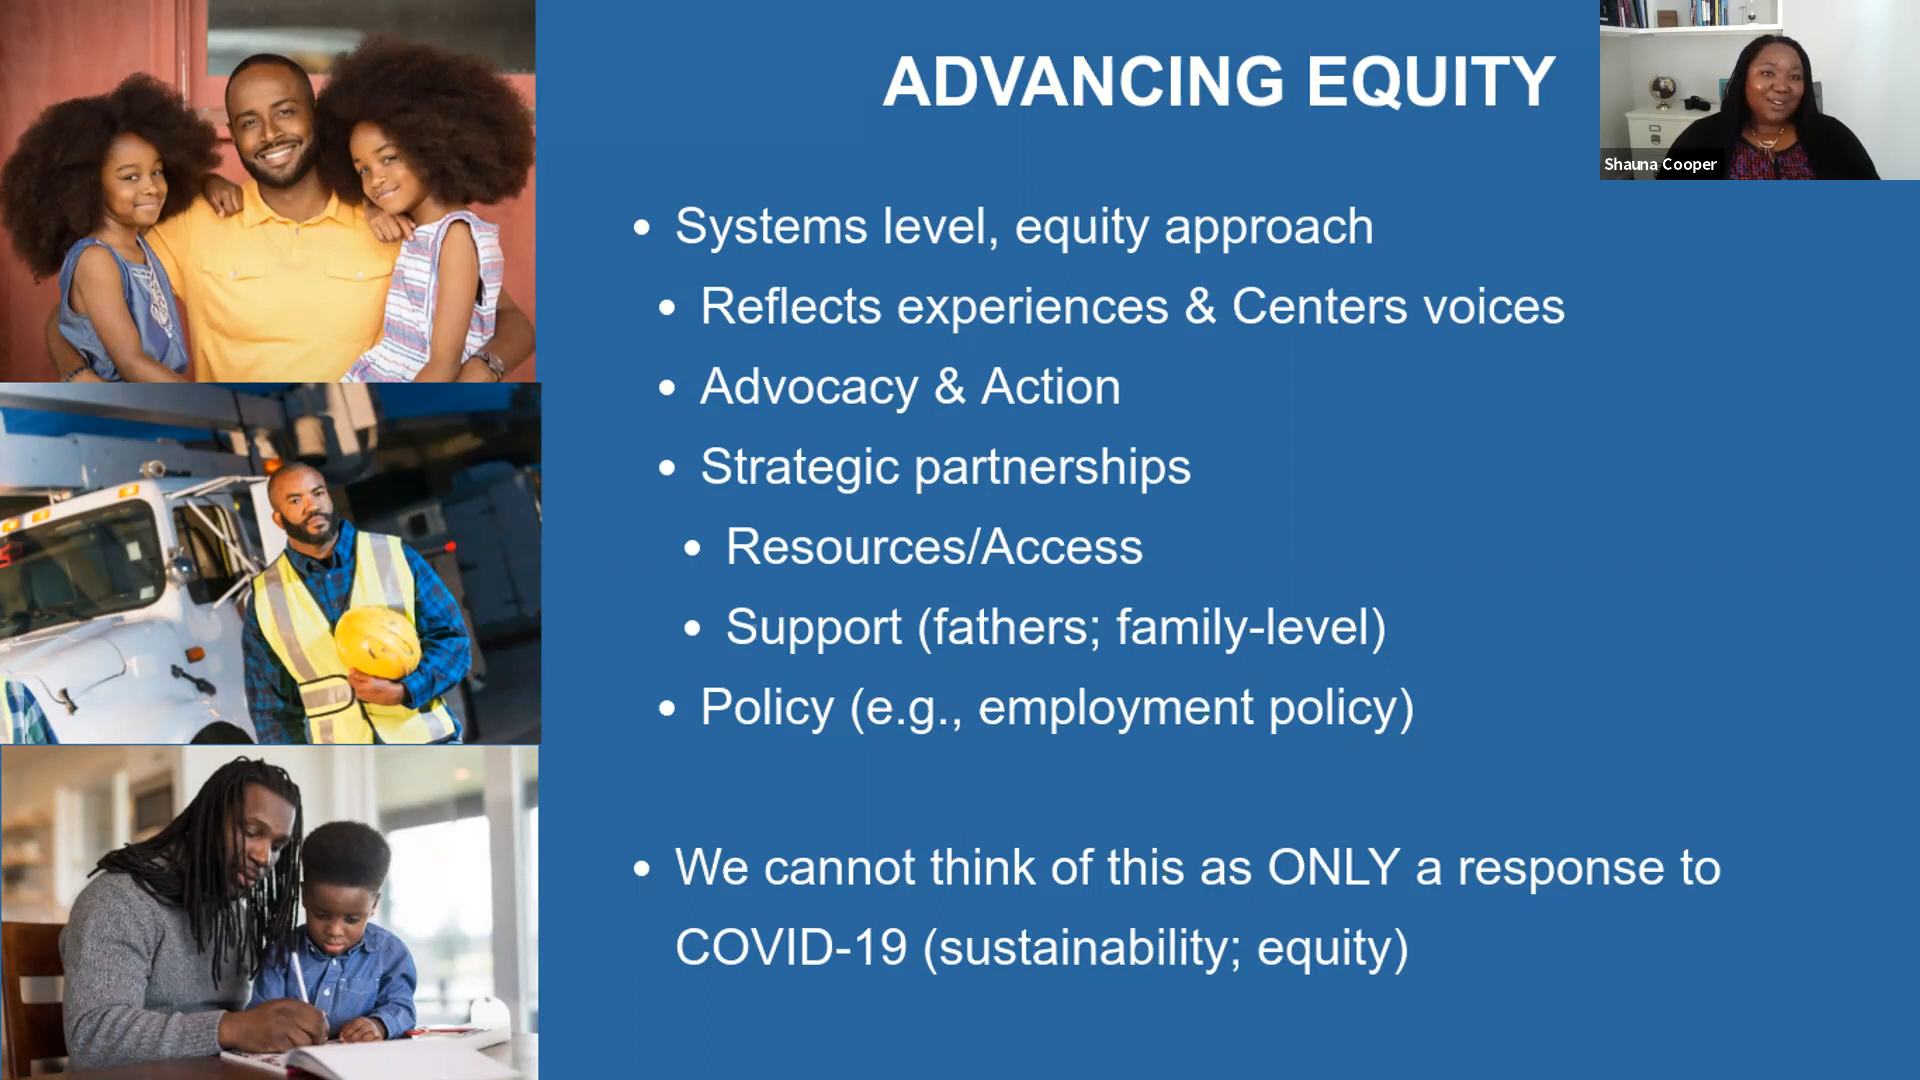 ADVANCING EQUITY
Shauna Cooper
• Systems level, equity approach
• Reflects experiences & Centers voices
• Advocacy & Action
• Strategic partnerships
• Resources/Access
• Support (fathers; family-level)
• Policy (e.g., employment policy)
• We cannot think of this as ONLY a response to
COVID-19 (sustainability; equity)